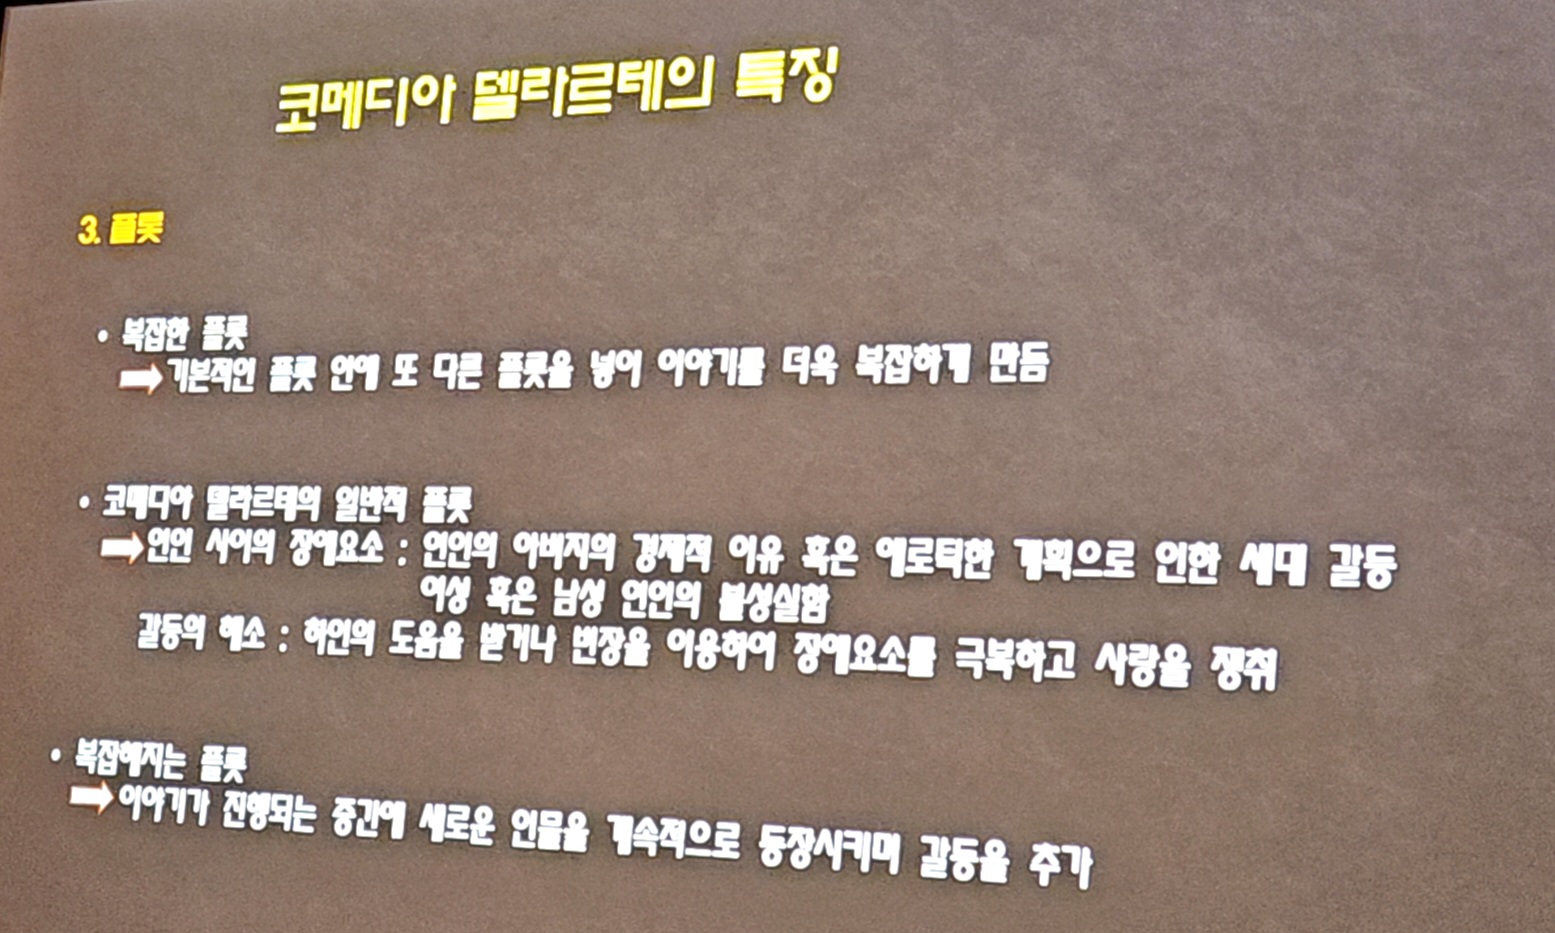 코메디아 델라르테의 특징
3. 플롯
• 복잡한 플롯
➡기본적인 플롯 안에 또 다른 플롯을 넣어 이야기를 더욱 복잡하게 만듬
• 코메디아 델라르테의 일반적 플롯
➡연인 사이의 장애요소 : 연인의 아버지의 경제적 이유 혹은 에로틱한 계획으로 인한 세대 갈등
여성 혹은 남성 연인의 불성실함
갈등의 해소 : 하인의 도움을 받거나 변장을 이용하여 장애요소를 극복하고 사랑을 쟁취
• 복잡해지는 플롯
➡이야기가 진행되는 중간에 새로운 인물을 계속적으로 등장시키며 갈등을 추가